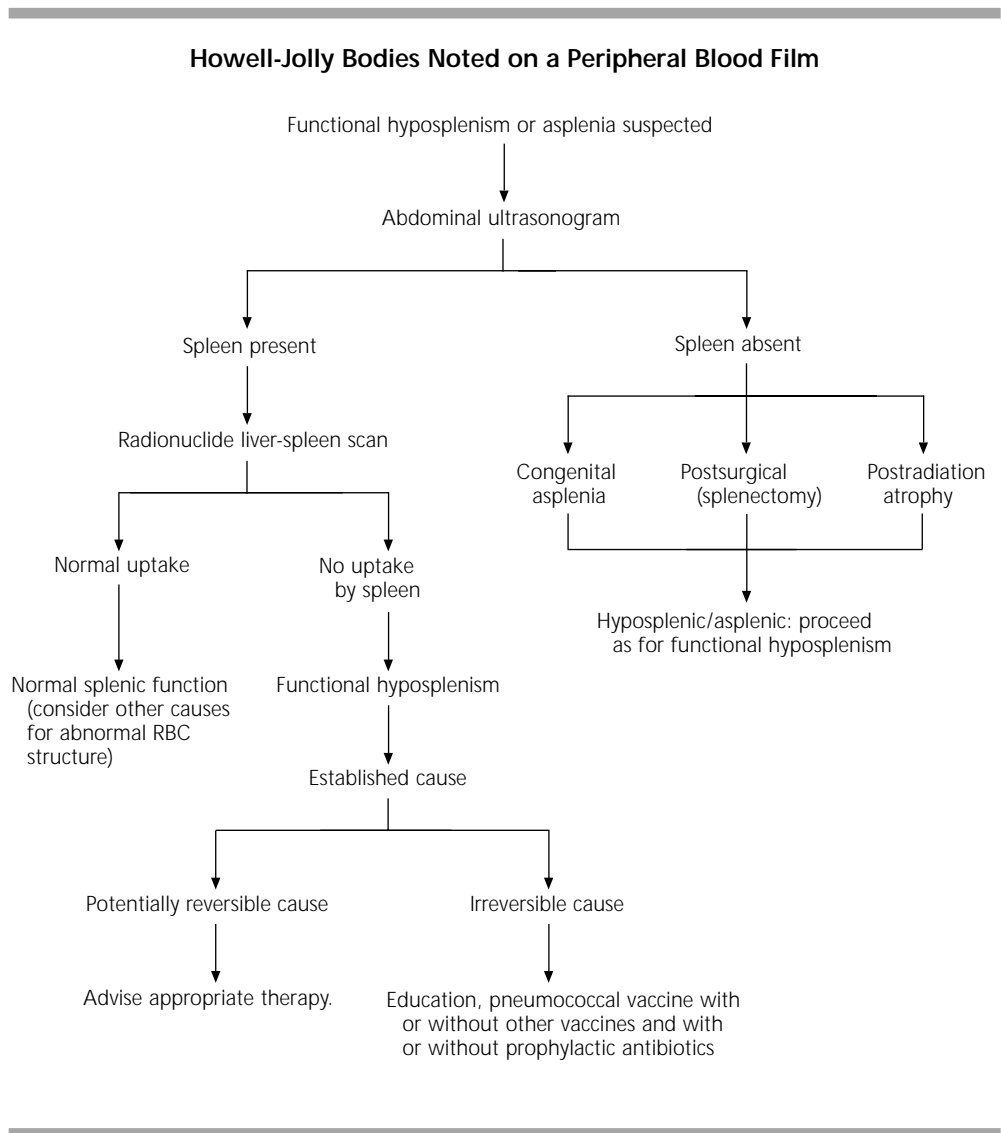 Howell-Jolly Bodies Noted on a Peripheral Blood Film
Functional hyposplenism or asplenia suspected
Abdominal ultrasonogram
Spleen present
Spleen absent
Radionuclide liver-spleen scan
Congenital
asplenia
Postsurgical
(splenectomy)
Postradiation
atrophy
Normal uptake
No uptake
by spleen
Hyposplenic/asplenic: proceed
as for functional hyposplenism
Normal splenic function
(consider other causes
for abnormal RBC
structure)
Functional hyposplenism
Established cause
Potentially reversible cause
Irreversible cause
Advise appropriate therapy.
Education, pneumococcal vaccine with
or without other vaccines and with
or without prophylactic antibiotics